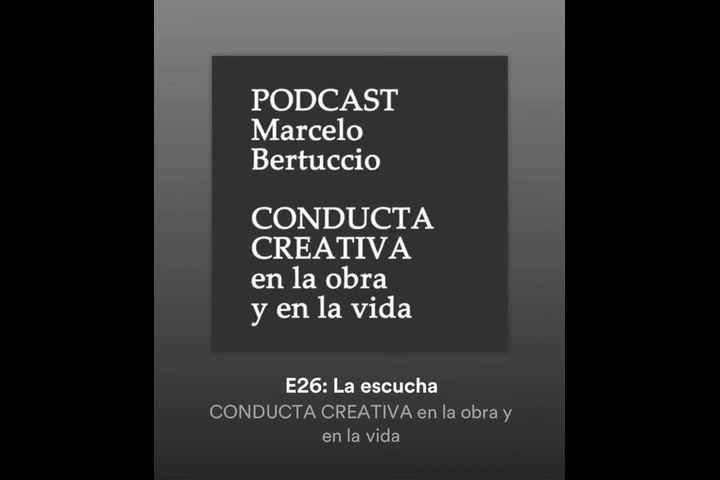 PODCAST
Marcelo
Bertuccio
CONDUCTA
CREATIVA
en la obra
y en la vida
E26: La escucha
CONDUCTA CREATIVA en la obra y
en la vida